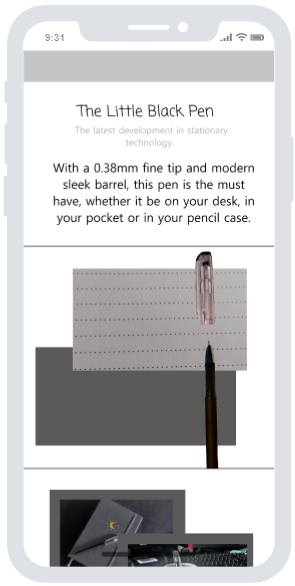 9:31
The Little Black Pen
The latest development in stationary
technology.
With a 0.38mm fine tip and modern
sleek barrel, this pen is the must
have, whether it be on your desk, in
your pocket or in your pencil case.